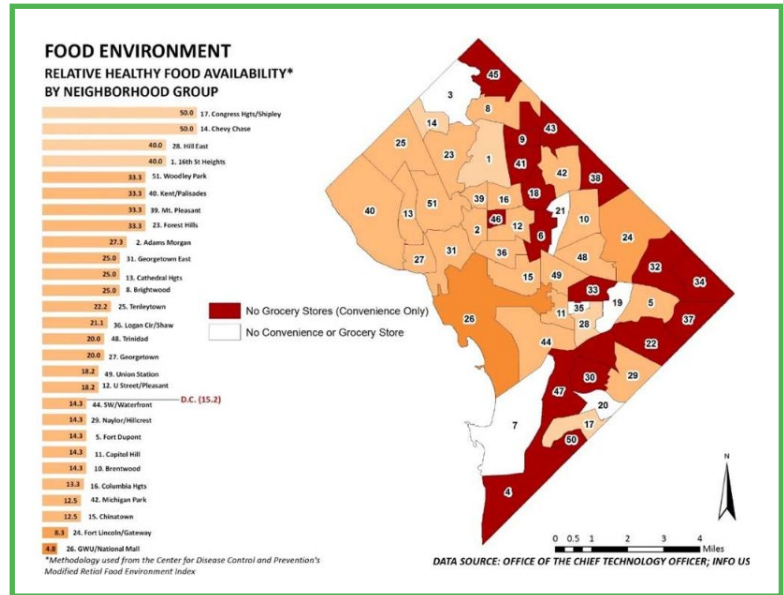 FOOD ENVIRONMENT
RELATIVE HEALTHY FOOD AVAILABILITY*
BY NEIGHBORHOOD GROUP
50.0 17. Congress Hgts/Shipley
50.0 14. Chevy Chase
40.0 28. Hill East
40.0 1. 16th St Heights
33.3 51. Woodley Park
33.3 40. Kent/Palisades
33.3 39. Mt. Pleasant
33.3 23. Forest Hills
27.3 2. Adams Morgan
25.0 31. Georgetown East
25.0 13. Cathedral Hgts
25.0 8. Brightwood
22.2 25. Tenleytown
21.1 36. Logan Cir/Shaw
20.0 48. Trinidad
20.0 27. Georgetown
18.2 49. Union Station
18.2 12. U Street/Pleasant
D.C. (15.2)
14.3 44. SW/Waterfront
14.3 29. Naylor/Hillcrest
14.3 5. Fort Dupont
14.3 11. Capitol Hill
14.3 10. Brentwood
13.3 16. Columbia Hgts
12.5 42. Michigan Park
12.5 15. Chinatown
8.3 24. Fort Lincoln/Gateway
4.8 26. GWU/National Mall
*Methodology used from the Center for Disease Control and Prevention's
Modified Retial Food Environment Index
No Grocery Stores (Convenience Only)
No Convenience or Grocery Store
45
3
8
14
9
43
25
23
1
41
42
38
18
40
13
51
39
16
21
46
12
6
10
2
24
27
31
36
48
32
15
49
34
33
26
35
19
5
11
28
37
44
22
30
29
47
20
7
17
50
4
N
0 0.5 1 2 3 4
Miles
DATA SOURCE: OFFICE OF THE CHIEF TECHNOLOGY OFFICER; INFO US